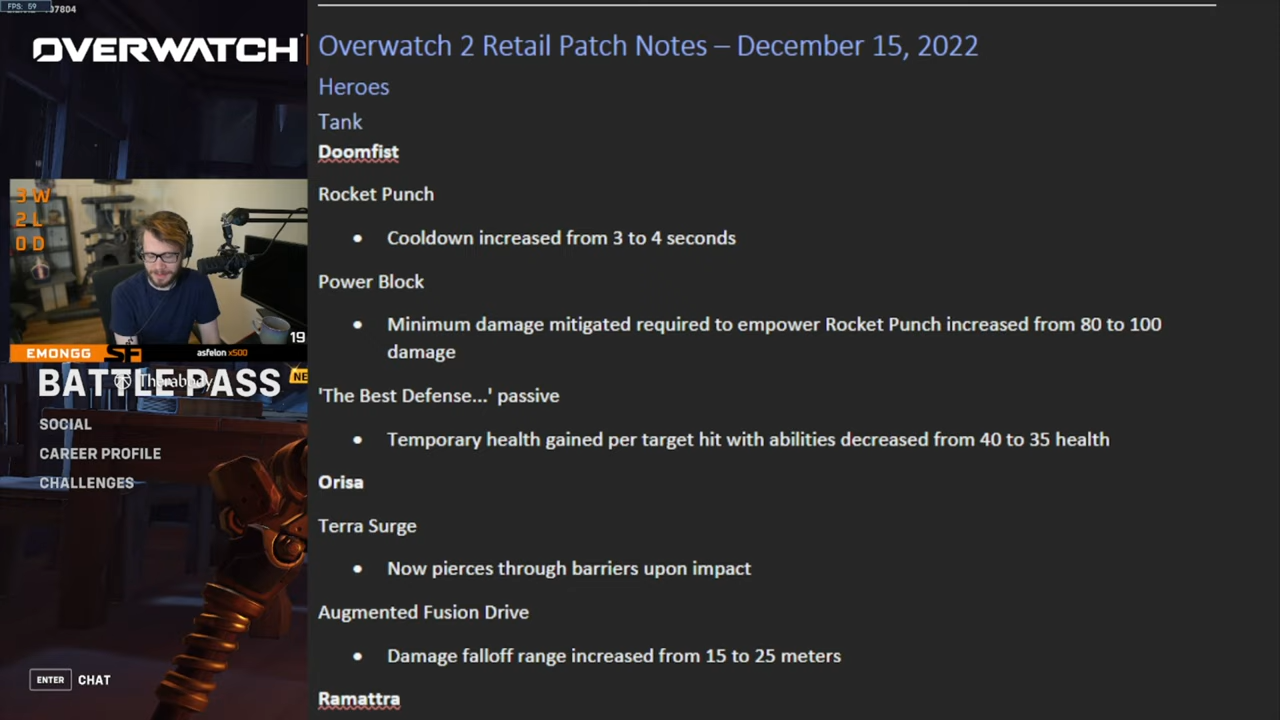 FPS: 59
97804
OVERWATCH
Overwatch 2 Retail Patch Notes – December 15, 2022
Heroes
Tank
Doomfist
Rocket Punch
• Cooldown increased from 3 to 4 seconds
Power Block
• Minimum damage mitigated required to empower Rocket Punch increased from 80 to 100
damage
'The Best Defense...' passive
• Temporary health gained per target hit with abilities decreased from 40 to 35 health
Orisa
Terra Surge
• Now pierces through barriers upon impact
Augmented Fusion Drive
• Damage falloff range increased from 15 to 25 meters
Ramattra
3 W
2 L
0 D
19
EMONGG SF asfelon x500
Therabody
BATTLE PASS NE
SOCIAL
CAREER PROFILE
CHALLENGES
ENTER CHAT